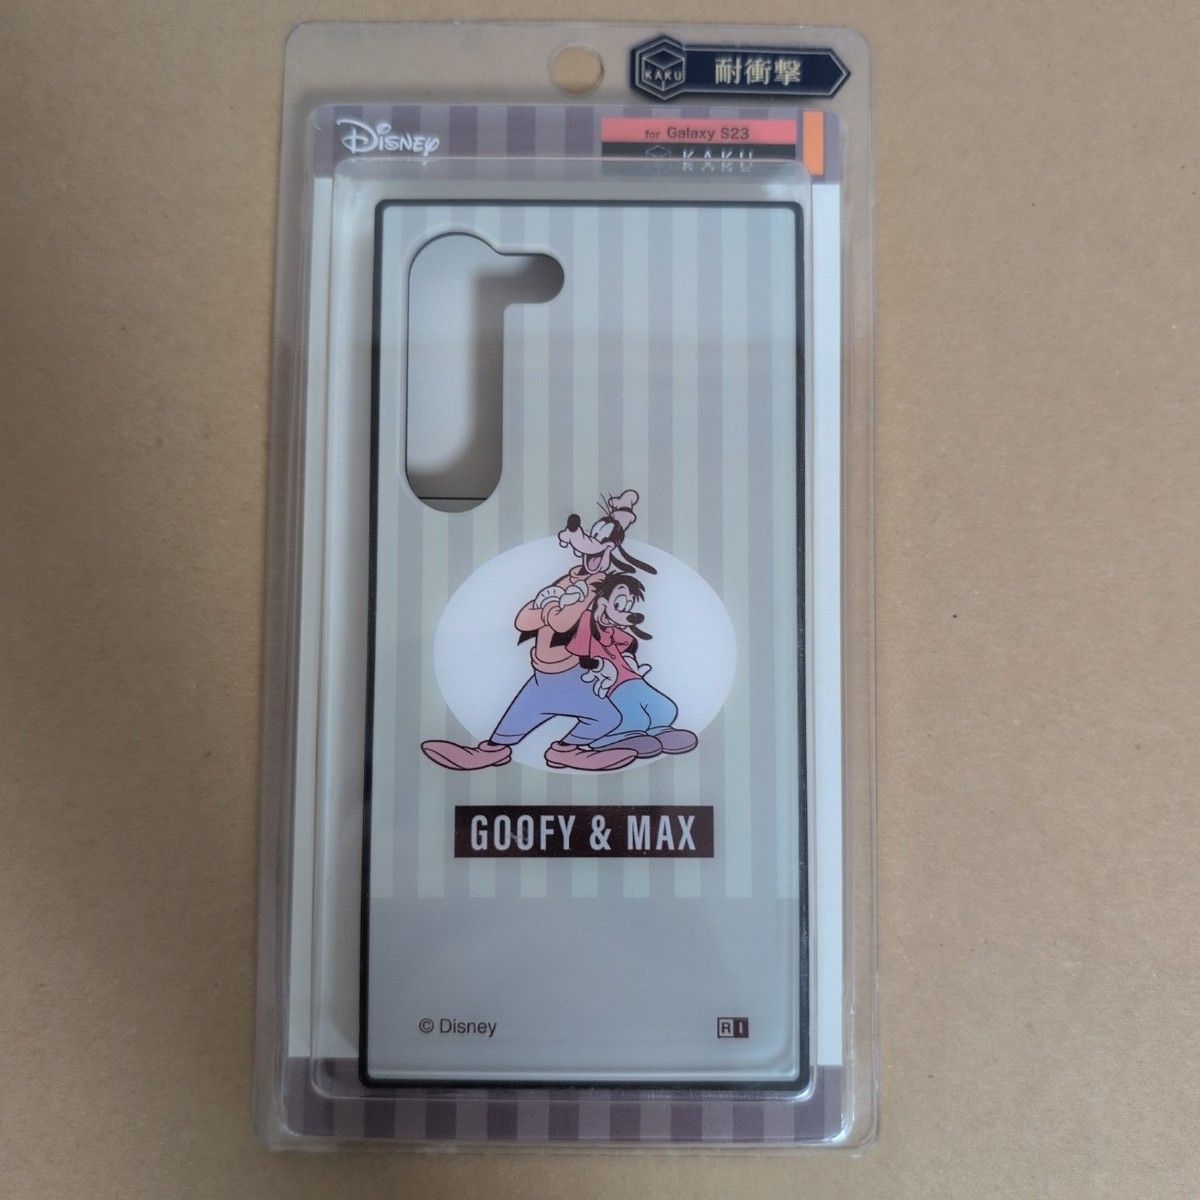 KAKU 耐衝撃
Disney
for Galaxy S23
KAKU
GOOFY & MAX
© Disney
RI